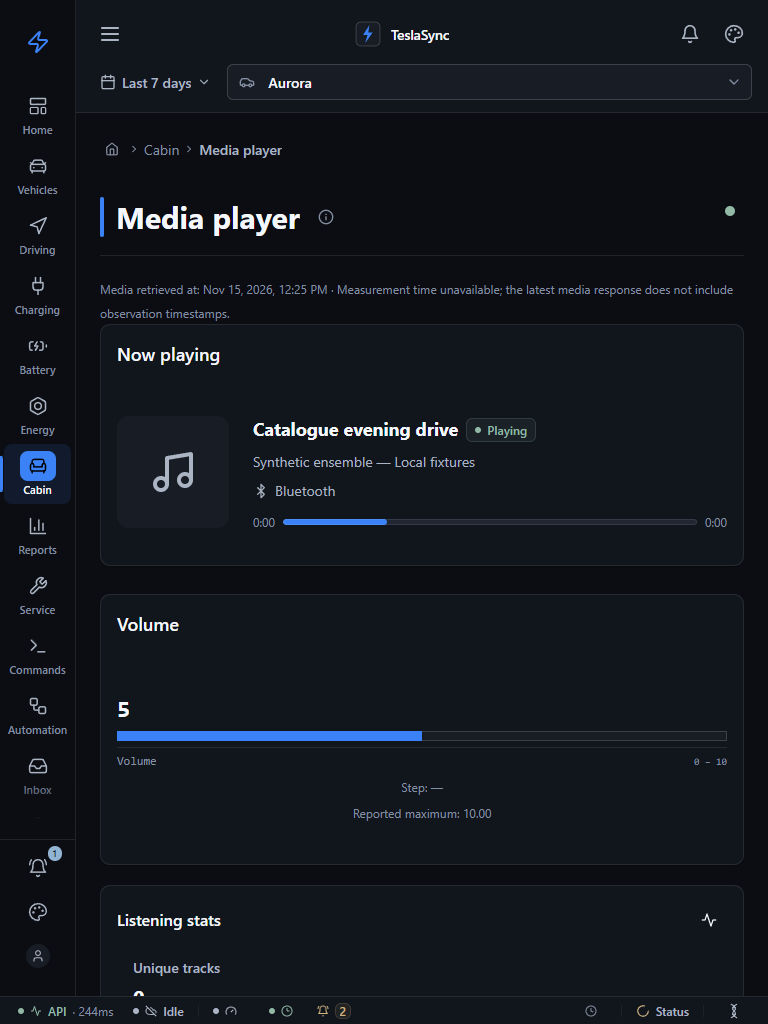 TeslaSync
Last 7 days
Aurora
Home
Vehicles
Driving
Charging
Battery
Energy
Cabin
Reports
Service
Commands
Automation
Inbox
1
Cabin
Media player
Media player
Media retrieved at: Nov 15, 2026, 12:25 PM · Measurement time unavailable; the latest media response does not include
observation timestamps.
Now playing
Catalogue evening drive
Playing
Synthetic ensemble — Local fixtures
Bluetooth
0:00
0:00
Volume
5
Volume
0 – 10
Step: —
Reported maximum: 10.00
Listening stats
Unique tracks
API · 244ms
Idle
2
Status